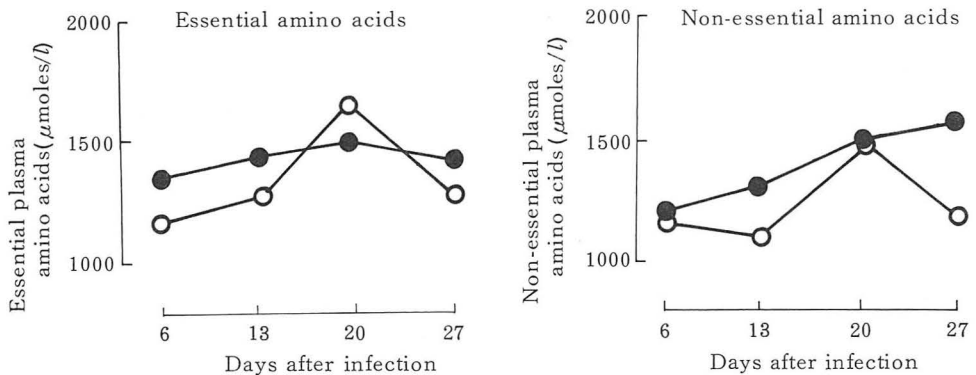 Essential amino acids
2000
1500
1000
Essential plasma
amino acids(μmoles/l)
6 13 20 27
Days after infection
Non-essential amino acids
2000
1500
1000
Non-essential plasma
amino acids (μmoles/l)
6 13 20 27
Days after infection